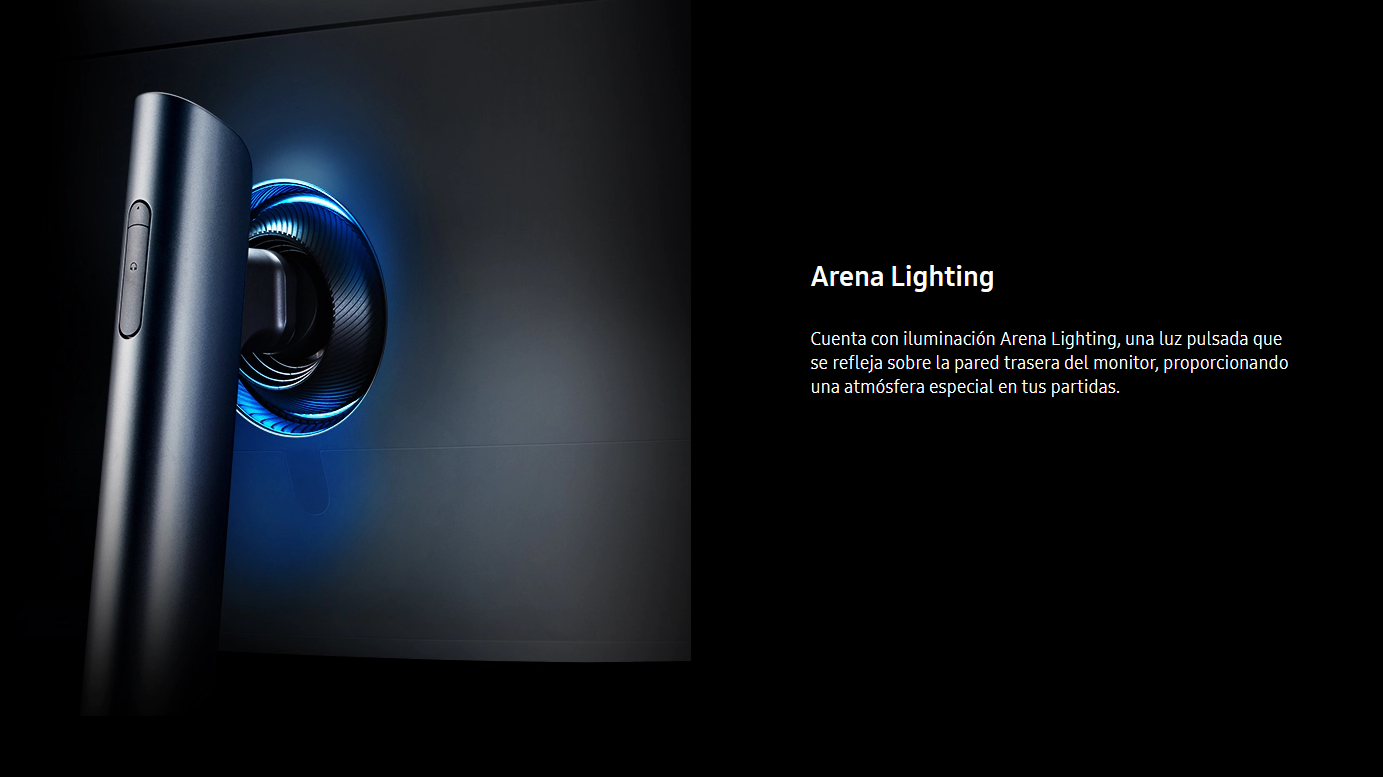 Arena Lighting
Cuenta con iluminación Arena Lighting, una luz pulsada que
se refleja sobre la pared trasera del monitor, proporcionando
una atmósfera especial en tus partidas.